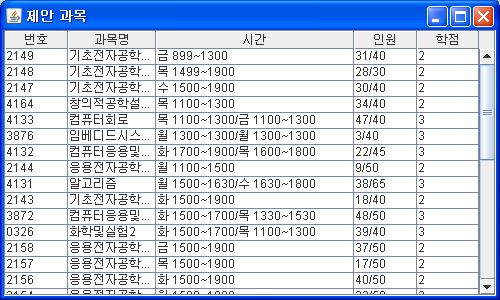 제안 과목
번호 과목명 시간 인원 학점
2149 기초전자공학... 금 899~1300 31/40 2
2148 기초전자공학... 목 1499~1900 28/30 2
2147 기초전자공학... 수 1500~1900 30/40 2
4164 창의적공학설... 목 1100~1300 34/40 2
4133 컴퓨터회로 목 1100~1300/금 1100~1300 47/40 3
3876 임베디드시스... 월 1300~1300/월 1300~1300 3/40 3
4132 컴퓨터응용및... 화 1700~1900/목 1600~1800 22/45 3
2144 응용전자공학... 월 1100~1500 9/50 2
4131 알고리즘 월 1500~1630/수 1630~1800 38/65 3
2143 기초전자공학... 화 1500~1900 18/40 2
3872 컴퓨터응용및... 화 1500~1700/목 1330~1530 48/50 3
0326 화학및실험2 화 1500~1700/목 1100~1300 39/40 3
2158 응용전자공학... 금 1500~1900 37/50 2
2157 응용전자공학... 목 1500~1900 17/50 2
2156 응용전자공학... 화 1500~1900 40/50 2